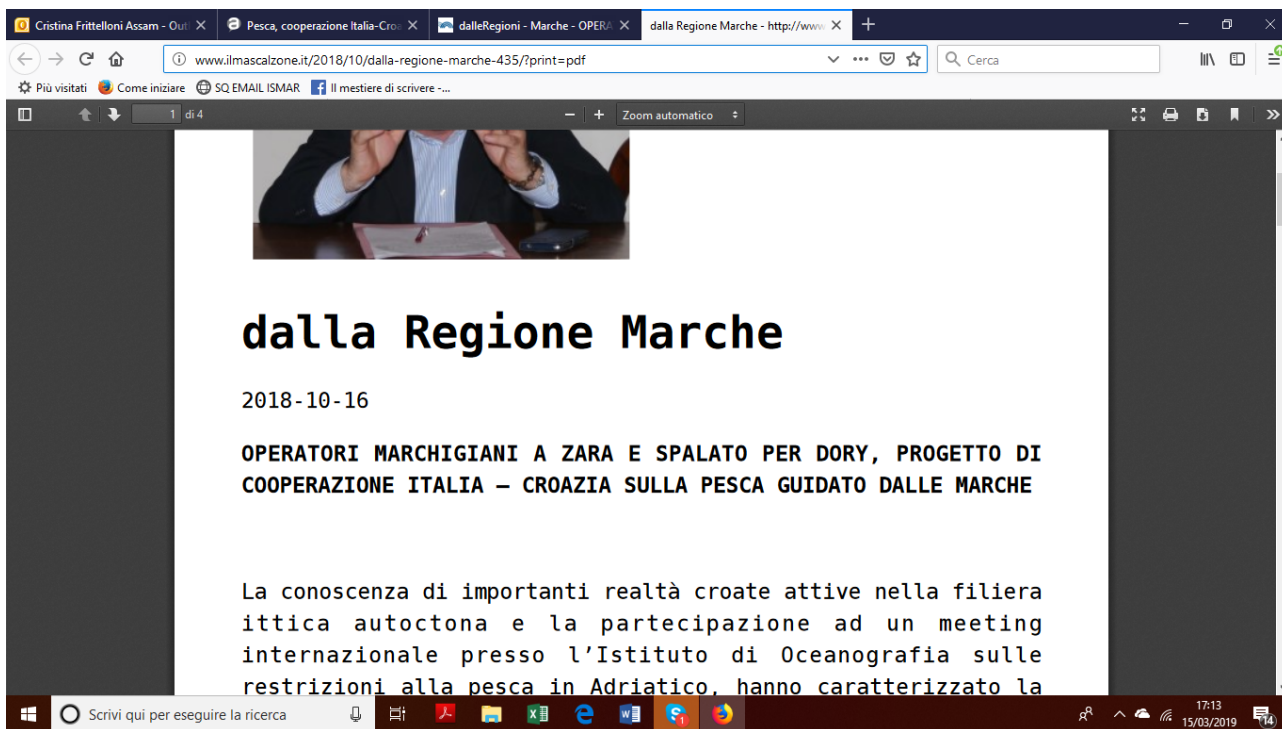 Cristina Frittelloni Assam - Out
Pesca, cooperazione Italia-Cro
dalleRegioni - Marche - OPERA
dalla Regione Marche - http://www
www.ilmascalzone.it/2018/10/dalla-regione-marche-435/?print=pdf
Cerca
Più visitati
Come iniziare
SQ EMAIL ISMAR
Il mestiere di scrivere -...
1 di 4
Zoom automatico
dalla Regione Marche
2018-10-16
OPERATORI MARCHIGIANI A ZARA E SPALATO PER DORY, PROGETTO DI
COOPERAZIONE ITALIA – CROAZIA SULLA PESCA GUIDATO DALLE MARCHE
La conoscenza di importanti realtà croate attive nella filiera
ittica autoctona e la partecipazione ad un meeting
internazionale presso l’Istituto di Oceanografia sulle
restrizioni alla pesca in Adriatico, hanno caratterizzato la
Scrivi qui per eseguire la ricerca
17:13
15/03/2019
14